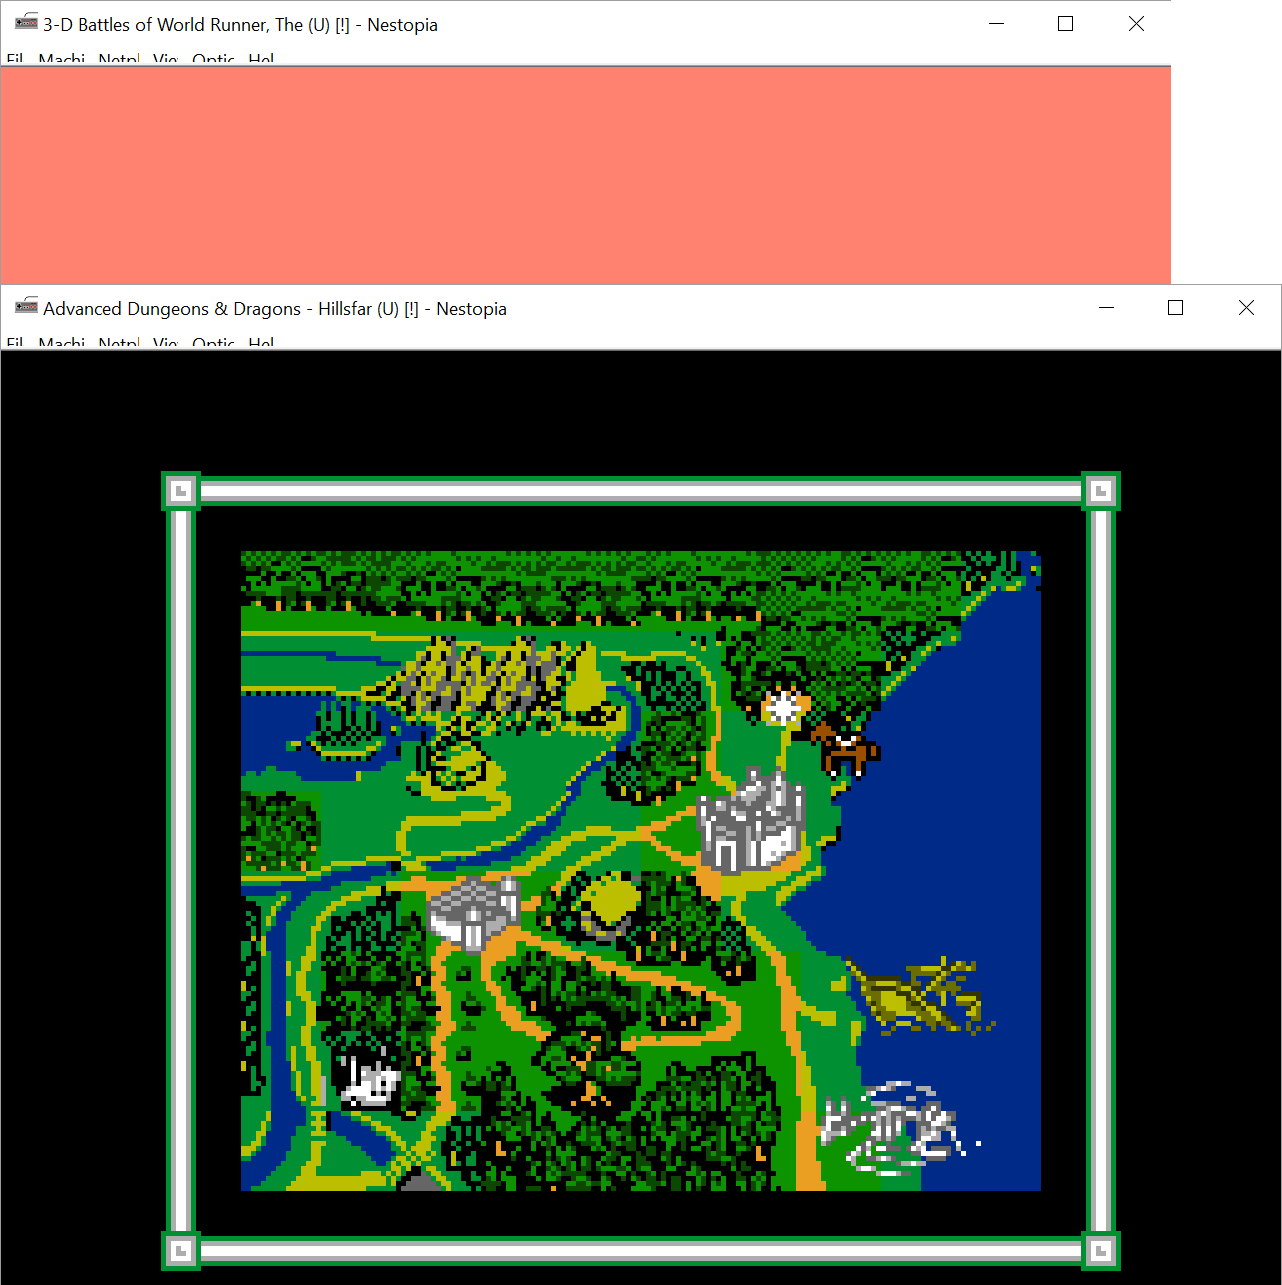 3-D Battles of World Runner, The (U) [!] - Nestopia
Fil Machi Netpl Vie Optic Hel
Advanced Dungeons & Dragons - Hillsfar (U) [!] - Nestopia
Fil Machi Netpl Vie Optic Hel